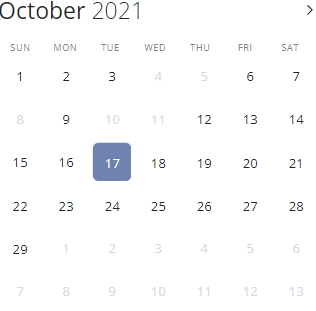 October 2021
SUN MON TUE WED THU FRI SAT
1 2 3 4 5 6 7
8 9 10 11 12 13 14
15 16 17 18 19 20 21
22 23 24 25 26 27 28
29 1 2 3 4 5 6
7 8 9 10 11 12 13